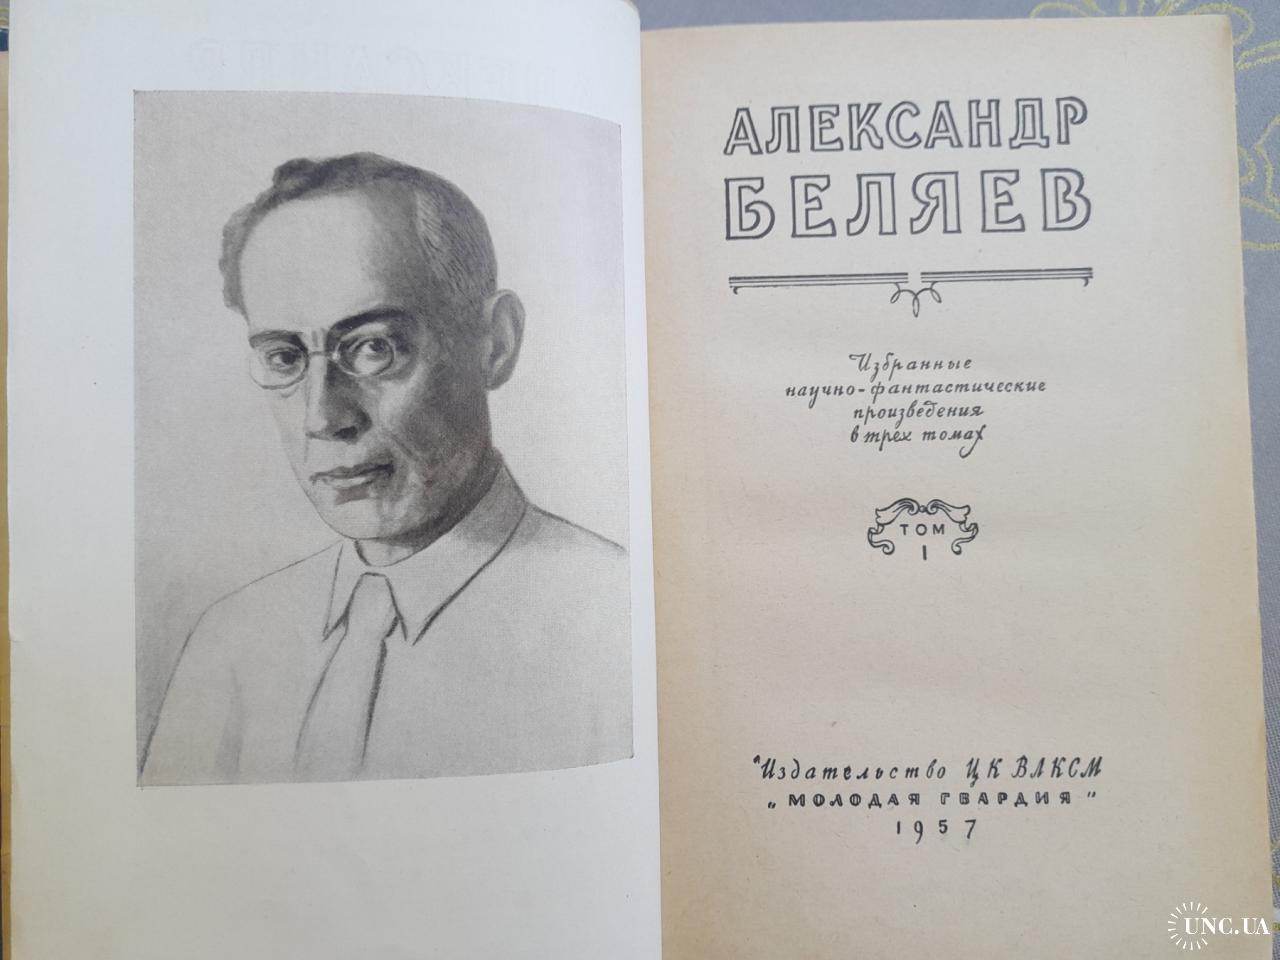 АЛЕКСАНДР
БЕЛЯЕВ
Избранные
научно-фантастические
произведения
в трех томах
ТОМ
I
Издательство ЦК ВЛКСМ
„МОЛОДАЯ ГВАРДИЯ"
1957
UNC.UA